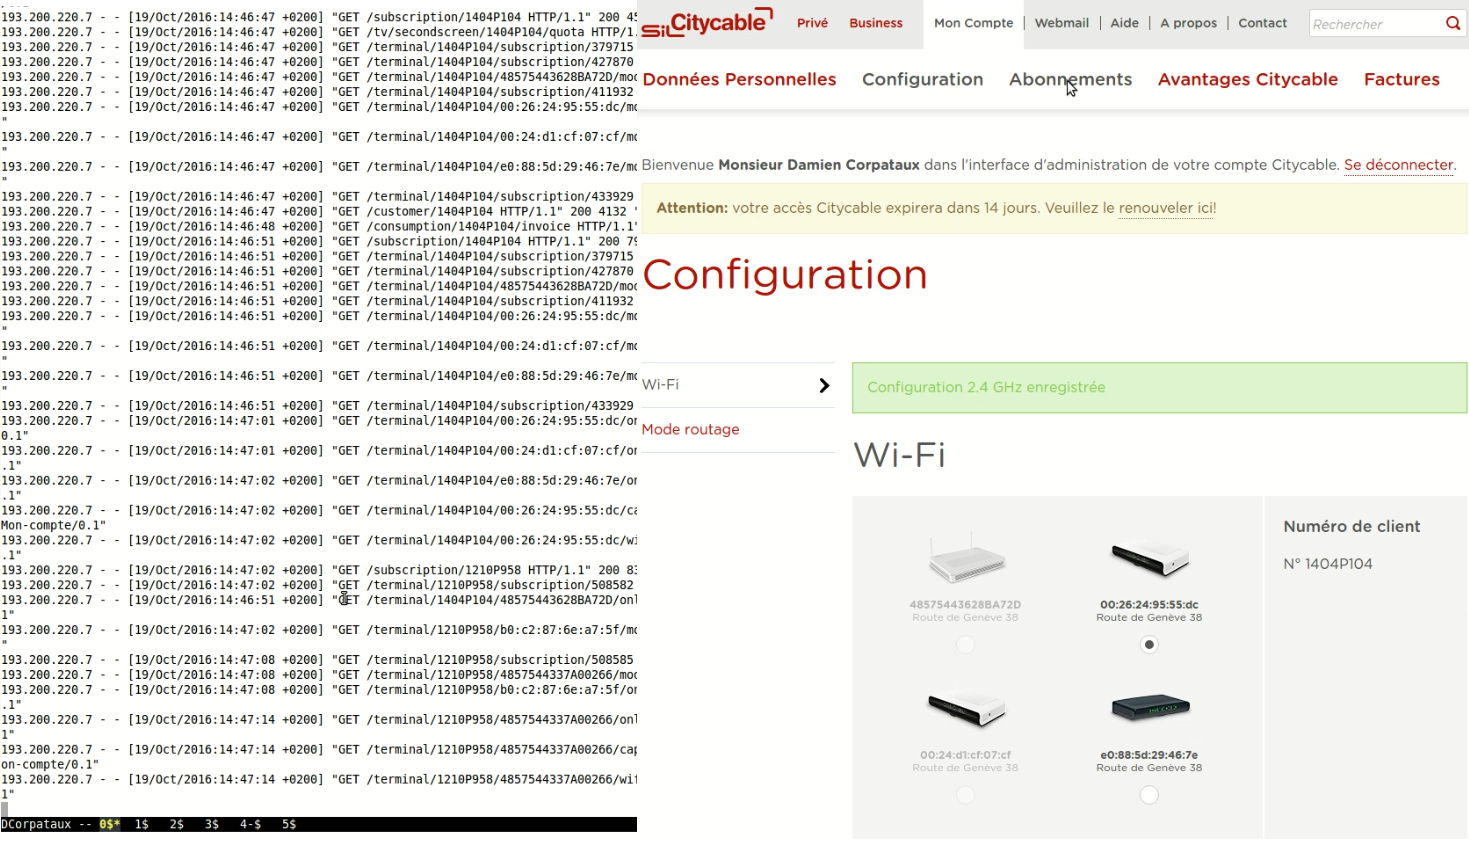 193.200.220.7 - - [19/Oct/2016:14:46:47 +0200] "GET /subscription/1404P104 HTTP/1.1" 200 45
193.200.220.7 - - [19/Oct/2016:14:46:47 +0200] "GET /tv/secondscreen/1404P104/quota HTTP/1.
193.200.220.7 - - [19/Oct/2016:14:46:47 +0200] "GET /terminal/1404P104/subscription/379715
193.200.220.7 - - [19/Oct/2016:14:46:47 +0200] "GET /terminal/1404P104/subscription/427870
193.200.220.7 - - [19/Oct/2016:14:46:47 +0200] "GET /terminal/1404P104/48575443628BA72D/mod
193.200.220.7 - - [19/Oct/2016:14:46:47 +0200] "GET /terminal/1404P104/subscription/411932
193.200.220.7 - - [19/Oct/2016:14:46:47 +0200] "GET /terminal/1404P104/00:26:24:95:55:dc/mo
"
193.200.220.7 - - [19/Oct/2016:14:46:47 +0200] "GET /terminal/1404P104/00:24:d1:cf:07:cf/mo
"
193.200.220.7 - - [19/Oct/2016:14:46:47 +0200] "GET /terminal/1404P104/e0:88:5d:29:46:7e/mo
"
193.200.220.7 - - [19/Oct/2016:14:46:47 +0200] "GET /terminal/1404P104/subscription/433929
193.200.220.7 - - [19/Oct/2016:14:46:47 +0200] "GET /customer/1404P104 HTTP/1.1" 200 4132 "
193.200.220.7 - - [19/Oct/2016:14:46:48 +0200] "GET /consumption/1404P104/invoice HTTP/1.1"
193.200.220.7 - - [19/Oct/2016:14:46:51 +0200] "GET /subscription/1404P104 HTTP/1.1" 200 79
193.200.220.7 - - [19/Oct/2016:14:46:51 +0200] "GET /terminal/1404P104/subscription/379715
193.200.220.7 - - [19/Oct/2016:14:46:51 +0200] "GET /terminal/1404P104/subscription/427870
193.200.220.7 - - [19/Oct/2016:14:46:51 +0200] "GET /terminal/1404P104/48575443628BA72D/mod
193.200.220.7 - - [19/Oct/2016:14:46:51 +0200] "GET /terminal/1404P104/subscription/411932
193.200.220.7 - - [19/Oct/2016:14:46:51 +0200] "GET /terminal/1404P104/00:26:24:95:55:dc/mo
"
193.200.220.7 - - [19/Oct/2016:14:46:51 +0200] "GET /terminal/1404P104/00:24:d1:cf:07:cf/mo
"
193.200.220.7 - - [19/Oct/2016:14:46:51 +0200] "GET /terminal/1404P104/e0:88:5d:29:46:7e/mo
"
193.200.220.7 - - [19/Oct/2016:14:46:51 +0200] "GET /terminal/1404P104/subscription/433929
193.200.220.7 - - [19/Oct/2016:14:47:01 +0200] "GET /terminal/1404P104/00:26:24:95:55:dc/on
0.1"
193.200.220.7 - - [19/Oct/2016:14:47:01 +0200] "GET /terminal/1404P104/00:24:d1:cf:07:cf/on
.1"
193.200.220.7 - - [19/Oct/2016:14:47:02 +0200] "GET /terminal/1404P104/e0:88:5d:29:46:7e/on
.1"
193.200.220.7 - - [19/Oct/2016:14:47:02 +0200] "GET /terminal/1404P104/00:26:24:95:55:dc/ca
Mon-compte/0.1"
193.200.220.7 - - [19/Oct/2016:14:47:02 +0200] "GET /terminal/1404P104/00:26:24:95:55:dc/wi
.1"
193.200.220.7 - - [19/Oct/2016:14:47:02 +0200] "GET /subscription/1210P958 HTTP/1.1" 200 83
193.200.220.7 - - [19/Oct/2016:14:47:02 +0200] "GET /terminal/1210P958/subscription/508582
193.200.220.7 - - [19/Oct/2016:14:46:51 +0200] "GET /terminal/1404P104/48575443628BA72D/onl
1"
193.200.220.7 - - [19/Oct/2016:14:47:02 +0200] "GET /terminal/1210P958/b0:c2:87:6e:a7:5f/mo
"
193.200.220.7 - - [19/Oct/2016:14:47:08 +0200] "GET /terminal/1210P958/subscription/508585
193.200.220.7 - - [19/Oct/2016:14:47:08 +0200] "GET /terminal/1210P958/4857544337A00266/mod
193.200.220.7 - - [19/Oct/2016:14:47:08 +0200] "GET /terminal/1210P958/b0:c2:87:6e:a7:5f/on
.1"
193.200.220.7 - - [19/Oct/2016:14:47:14 +0200] "GET /terminal/1210P958/4857544337A00266/onl
1"
193.200.220.7 - - [19/Oct/2016:14:47:14 +0200] "GET /terminal/1210P958/4857544337A00266/cap
on-compte/0.1"
193.200.220.7 - - [19/Oct/2016:14:47:14 +0200] "GET /terminal/1210P958/4857544337A00266/wif
1"
DCorpataux -- 0$* 1$ 2$ 3$ 4-$ 5$
SiL Citycable Privé Business Mon Compte | Webmail | Aide | A propos | Contact Rechercher
Données Personnelles Configuration Abonnements Avantages Citycable Factures
Bienvenue Monsieur Damien Corpataux dans l'interface d'administration de votre compte Citycable. Se déconnecter.
Attention: votre accès Citycable expirera dans 14 jours. Veuillez le renouveler ici!
Configuration
Wi-Fi
Mode routage
Configuration 2.4 GHz enregistrée
Wi-Fi
48575443628BA72D
Route de Genève 38
00:26:24:95:55:dc
Route de Genève 38
00:24:d1:cf:07:cf
Route de Genève 38
e0:88:5d:29:46:7e
Route de Genève 38
Numéro de client
N° 1404P104